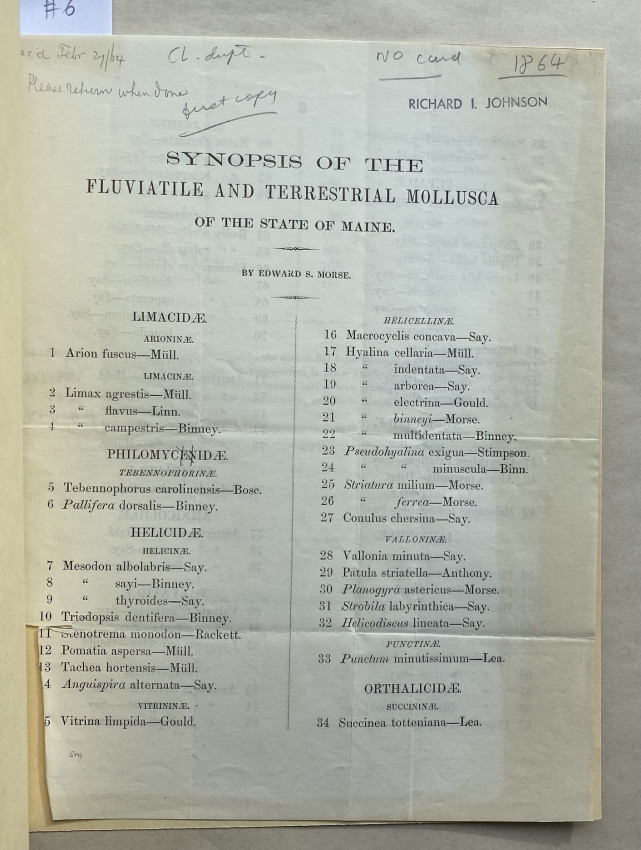 #6
ec'd Febr 27/64 Ch. dept. - No card 1864
Please return when done
first copy
RICHARD I. JOHNSON
SYNOPSIS OF THE
FLUVIATILE AND TERRESTRIAL MOLLUSCA
OF THE STATE OF MAINE.
BY EDWARD S. MORSE.
LIMACIDÆ.
ARIONINÆ.
1 Arion fuscus—Müll.
LIMACINÆ.
2 Limax agrestis—Müll.
3 “ flavus—Linn.
4 “ campestris—Binney.
PHILOMYCENIDÆ.
TEBENNOPHORINÆ.
5 Tebennophorus carolinensis—Bosc.
6 Pallifera dorsalis—Binney.
HELICIDÆ.
HELICINÆ.
7 Mesodon albolabris—Say.
8 “ sayi—Binney.
9 “ thyroides—Say.
10 Triodopsis dentifera—Binney.
11 Stenotrema monodon—Rackett.
12 Pomatia aspersa—Müll.
13 Tachea hortensis—Müll.
4 Anguispira alternata—Say.
VITRININÆ.
5 Vitrina limpida—Gould.
HELICELLINÆ.
16 Macrocyclis concava—Say.
17 Hyalina cellaria—Müll.
18 “ indentata—Say.
19 “ arborea—Say.
20 “ electrina—Gould.
21 “ binneyi—Morse.
22 “ multidentata—Binney.
23 Pseudohyalina exigua—Stimpson.
24 “ “ minuscula—Binn.
25 Striatura milium—Morse.
26 “ ferrea—Morse.
27 Conulus chersina—Say.
VALLONINÆ.
28 Vallonia minuta—Say.
29 Patula striatella—Anthony.
30 Planogyra astericus—Morse.
31 Strobila labyrinthica—Say.
32 Helicodiscus lineata—Say.
PUNCTINÆ.
33 Punctum minutissimum—Lea.
ORTHALICIDÆ.
SUCCININÆ.
34 Succinea totteniana—Lea.